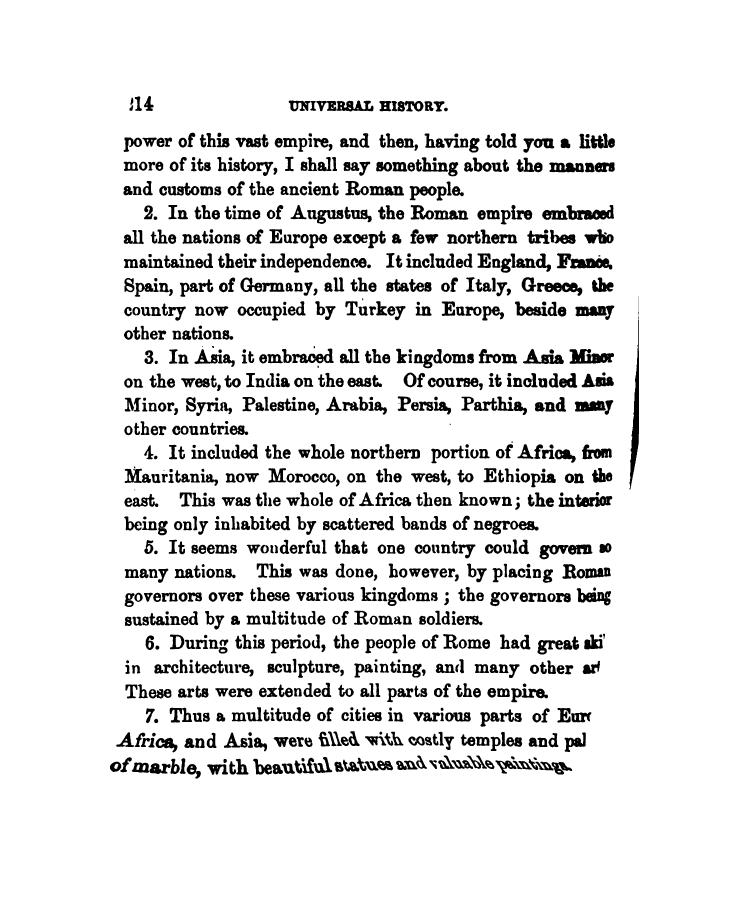 14 UNIVERSAL HISTORY.
power of this vast empire, and then, having told you a little
more of its history, I shall say something about the manners
and customs of the ancient Roman people.
2. In the time of Augustus, the Roman empire embraced
all the nations of Europe except a few northern tribes who
maintained their independence. It included England, France,
Spain, part of Germany, all the states of Italy, Greece, the
country now occupied by Turkey in Europe, beside many
other nations.
3. In Asia, it embraced all the kingdoms from Asia Minor
on the west, to India on the east. Of course, it included Asia
Minor, Syria, Palestine, Arabia, Persia, Parthia, and many
other countries.
4. It included the whole northern portion of Africa, from
Mauritania, now Morocco, on the west, to Ethiopia on the
east. This was the whole of Africa then known; the interior
being only inhabited by scattered bands of negroes.
5. It seems wonderful that one country could govern so
many nations. This was done, however, by placing Roman
governors over these various kingdoms; the governors being
sustained by a multitude of Roman soldiers.
6. During this period, the people of Rome had great
in architecture, sculpture, painting, and many other
These arts were extended to all parts of the empire.
7. Thus a multitude of cities in various parts of
Africa, and Asia, were filled with costly temples and
of marble, with beautiful statues and valuable paintings.